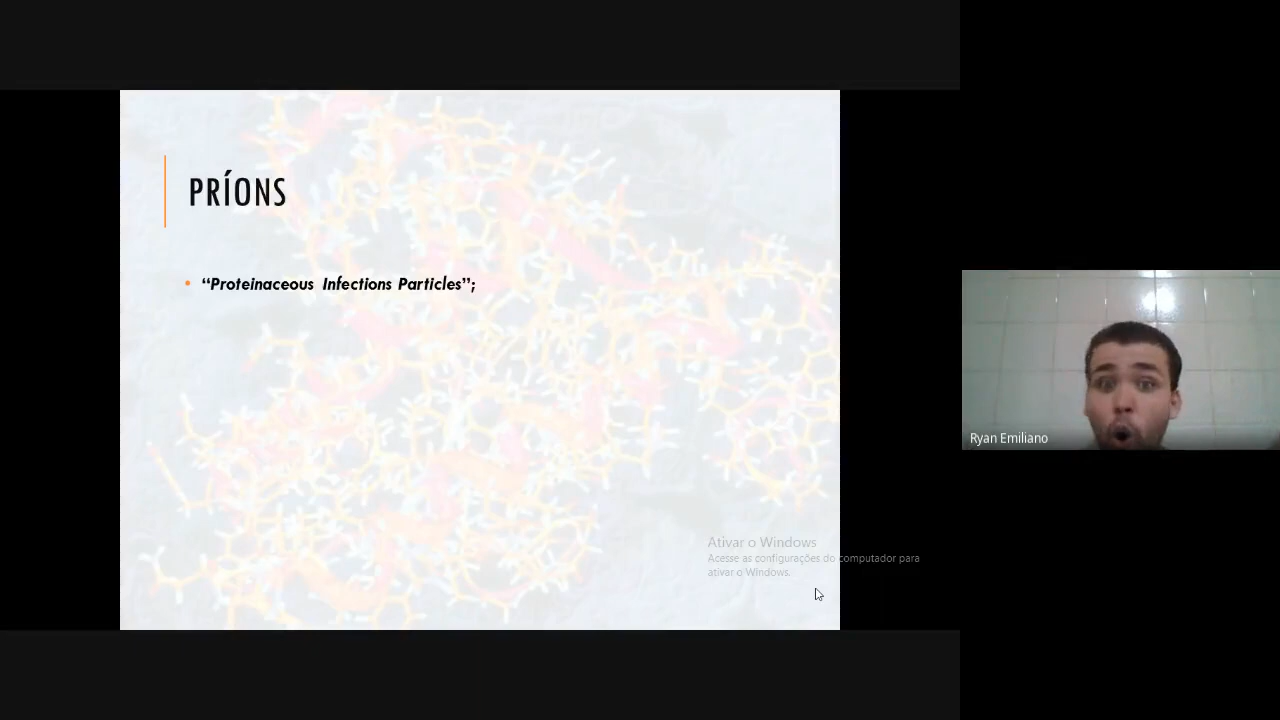 PRÍONS
• “Proteinaceous Infections Particles”;
Ryan Emiliano
Ativar o Windows
Acesse as configurações do computador para
ativar o Windows.